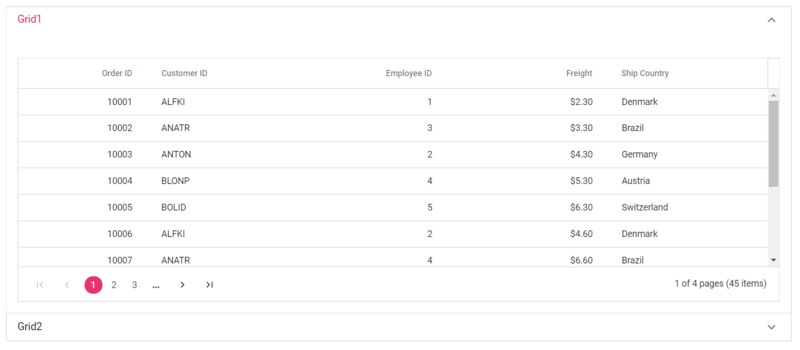 Grid1
Order ID Customer ID Employee ID Freight Ship Country
10001 ALFKI 1 $2.30 Denmark
10002 ANATR 3 $3.30 Brazil
10003 ANTON 2 $4.30 Germany
10004 BLONP 4 $5.30 Austria
10005 BOLID 5 $6.30 Switzerland
10006 ALFKI 2 $4.60 Denmark
10007 ANATR 4 $6.60 Brazil
1 2 3 ... 1 of 4 pages (45 items)
Grid2